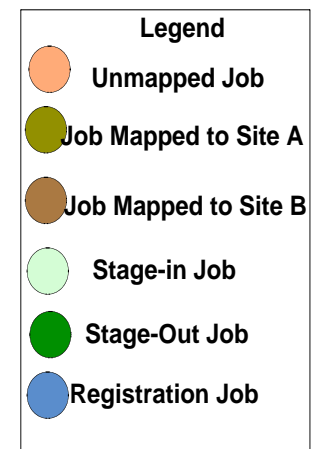 Legend
Unmapped Job
Job Mapped to Site A
Job Mapped to Site B
Stage-in Job
Stage-Out Job
Registration Job